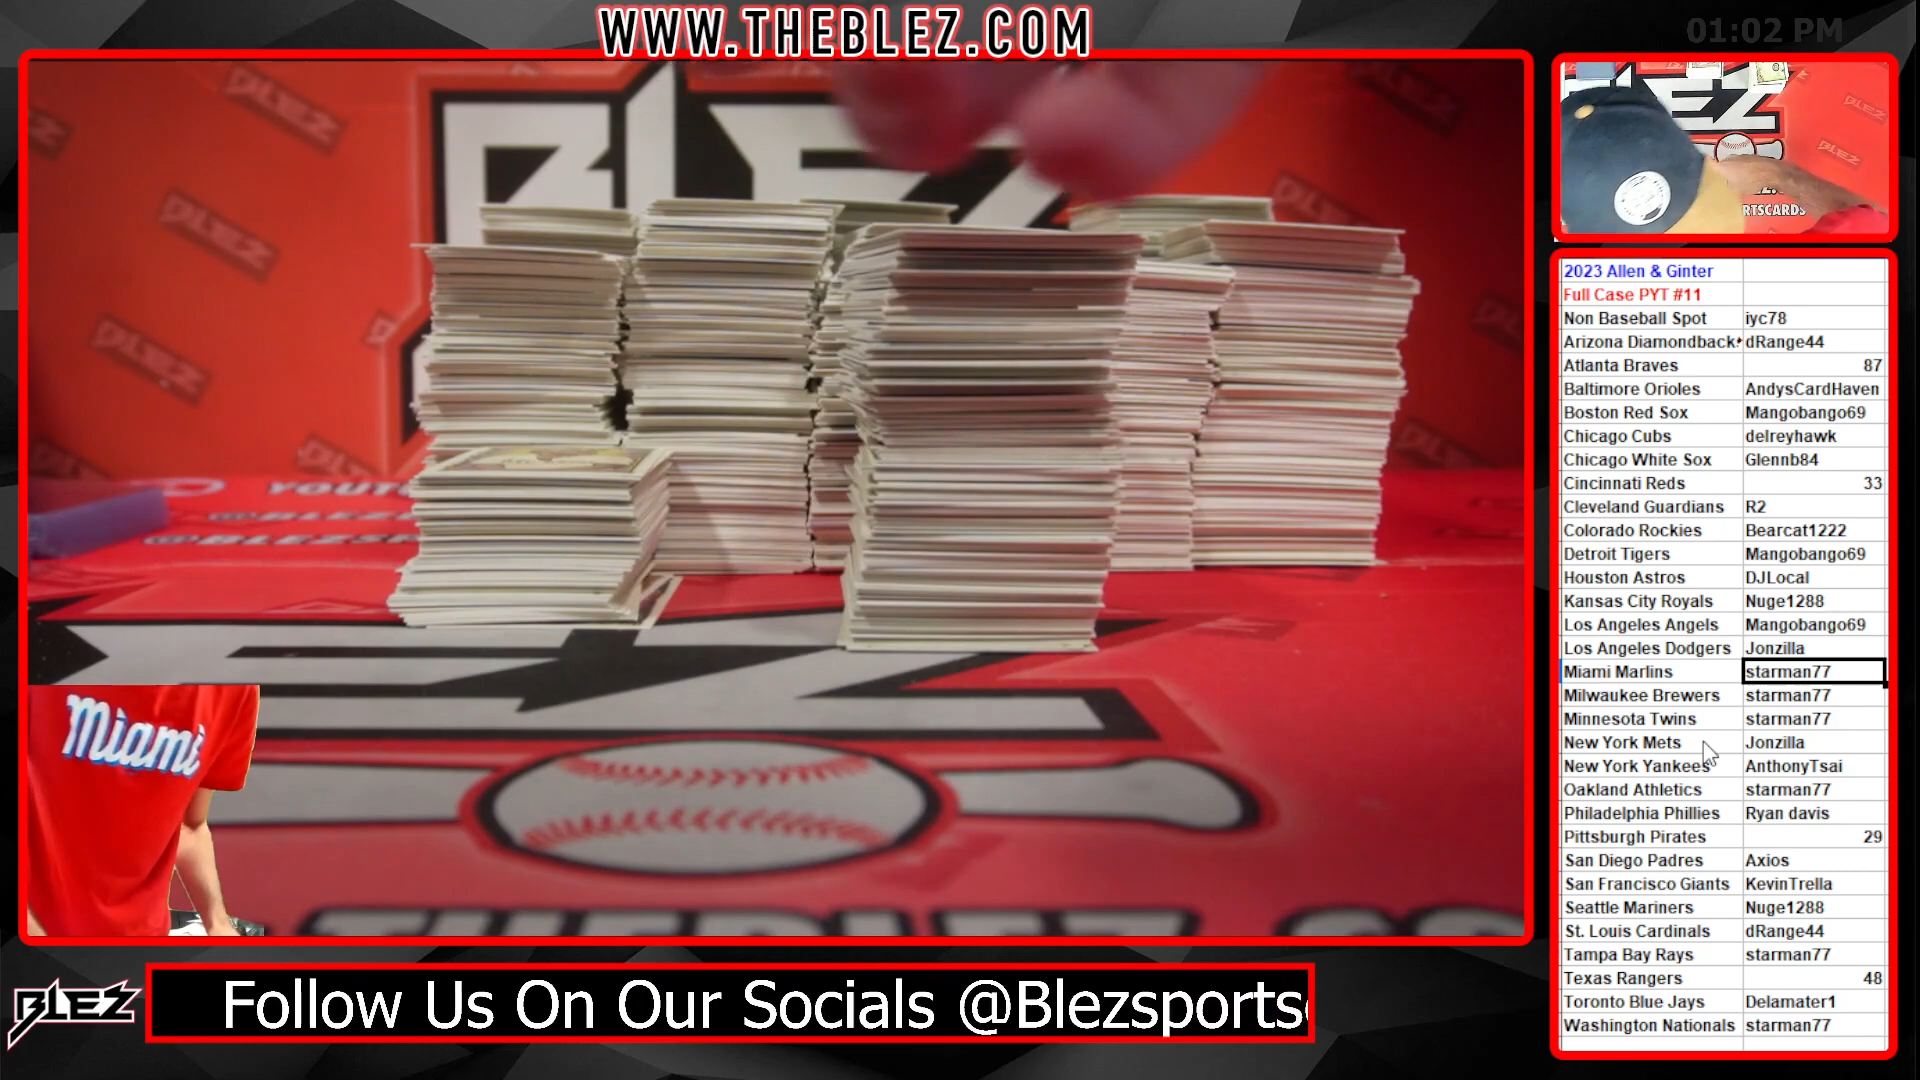 WWW.THEBLEZ.COM
01:02 PM
BLEZ
RTSCARDS
2023 Allen & Ginter
Full Case PYT #11
Non Baseball Spot iyc78
Arizona Diamondback dRange44
Atlanta Braves 87
Baltimore Orioles AndysCardHaven
Boston Red Sox Mangobango69
Chicago Cubs delreyhawk
Chicago White Sox Glennb84
Cincinnati Reds 33
Cleveland Guardians R2
Colorado Rockies Bearcat1222
Detroit Tigers Mangobango69
Houston Astros DJLocal
Kansas City Royals Nuge1288
Los Angeles Angels Mangobango69
Los Angeles Dodgers Jonzilla
Miami Marlins starman77
Milwaukee Brewers starman77
Minnesota Twins starman77
New York Mets Jonzilla
New York Yankees AnthonyTsai
Oakland Athletics starman77
Philadelphia Phillies Ryan davis
Pittsburgh Pirates 29
San Diego Padres Axios
San Francisco Giants KevinTrella
Seattle Mariners Nuge1288
St. Louis Cardinals dRange44
Tampa Bay Rays starman77
Texas Rangers 48
Toronto Blue Jays Delamater1
Washington Nationals starman77
Miami
BLEZ
Follow Us On Our Socials @Blezsports